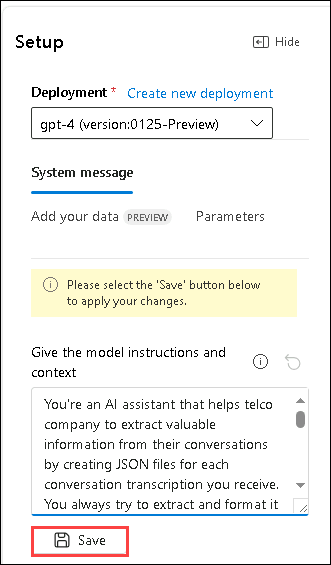 Setup
Hide
Deployment * Create new deployment
gpt-4 (version:0125-Preview)
System message
Add your data PREVIEW Parameters
Please select the 'Save' button below
to apply your changes.
Give the model instructions and
context
You're an AI assistant that helps telco
company to extract valuable
information from their conversations
by creating JSON files for each
conversation transcription you receive.
You always try to extract and format it
Save